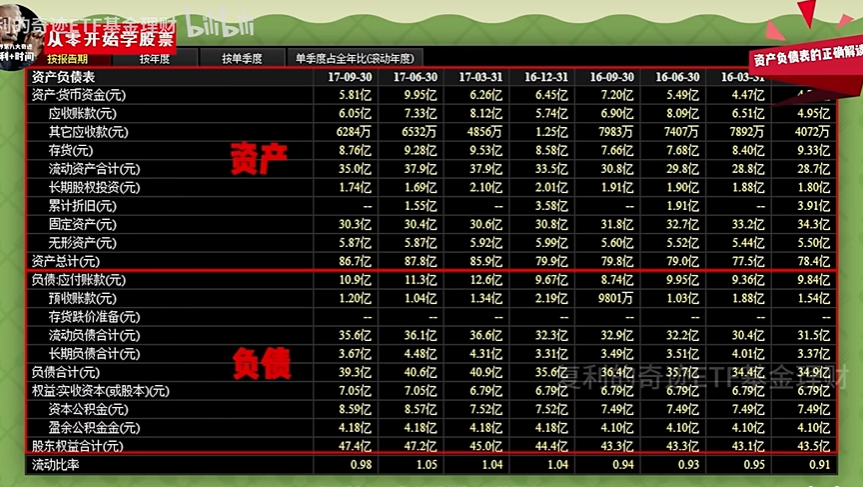 利的奇迹ETF基金理财 bilibili
从零开始学股票
利+时间
资产负债表的正确解读
按报告期 按年度 按单季度 单季度占全年比(滚动年度)
资产负债表 17-09-30 17-06-30 17-03-31 16-12-31 16-09-30 16-06-30 16-03-31
资产:货币资金(元) 5.81亿 9.95亿 6.26亿 6.45亿 7.20亿 5.49亿 4.47亿
应收账款(元) 6.05亿 7.33亿 8.12亿 5.74亿 6.90亿 8.09亿 6.51亿 4.95亿
其它应收款(元) 6284万 6532万 4856万 1.25亿 7983万 7407万 7892万 4072万
存货(元) 8.76亿 9.28亿 9.53亿 8.58亿 7.66亿 7.68亿 8.40亿 9.33亿
资产
流动资产合计(元) 35.0亿 37.9亿 37.9亿 33.5亿 30.8亿 29.8亿 28.8亿 28.7亿
长期股权投资(元) 1.74亿 1.69亿 2.10亿 2.01亿 1.91亿 1.90亿 1.88亿 1.80亿
累计折旧(元) -- 1.55亿 -- 3.58亿 -- 1.91亿 -- 3.91亿
固定资产(元) 30.3亿 30.4亿 30.6亿 30.8亿 31.8亿 32.7亿 33.2亿 34.3亿
无形资产(元) 5.87亿 5.87亿 5.92亿 5.99亿 5.60亿 5.52亿 5.44亿 5.50亿
资产总计(元) 86.7亿 87.8亿 85.9亿 79.9亿 79.8亿 79.0亿 77.5亿 78.4亿
负债:应付账款(元) 10.9亿 11.3亿 12.6亿 9.67亿 8.74亿 9.95亿 9.36亿 9.84亿
预收账款(元) 1.20亿 1.04亿 1.34亿 2.19亿 9801万 1.03亿 1.88亿 1.54亿
存货跌价准备(元) -- -- -- -- -- -- -- --
流动负债合计(元) 35.6亿 36.1亿 36.6亿 32.3亿 32.9亿 32.2亿 30.4亿 31.5亿
长期负债合计(元) 3.67亿 4.48亿 4.31亿 3.31亿 3.49亿 3.51亿 4.01亿 3.37亿
负债
负债合计(元) 39.3亿 40.6亿 40.9亿 35.6亿 36.4亿 35.7亿 34.4亿 34.9亿
复利的奇迹ETF基金理财
权益:实收资本(或股本)(元) 7.05亿 7.05亿 6.79亿 6.79亿 6.79亿 6.79亿 6.79亿 6.79亿
资本公积金(元) 8.59亿 8.57亿 7.52亿 7.52亿 7.49亿 7.49亿 7.49亿 7.49亿
盈余公积金(元) 4.18亿 4.18亿 4.18亿 4.18亿 4.10亿 4.10亿 4.10亿 4.10亿
股东权益合计(元) 47.4亿 47.2亿 45.0亿 44.4亿 43.3亿 43.3亿 43.1亿 43.5亿
流动比率 0.98 1.05 1.04 1.04 0.94 0.93 0.95 0.91